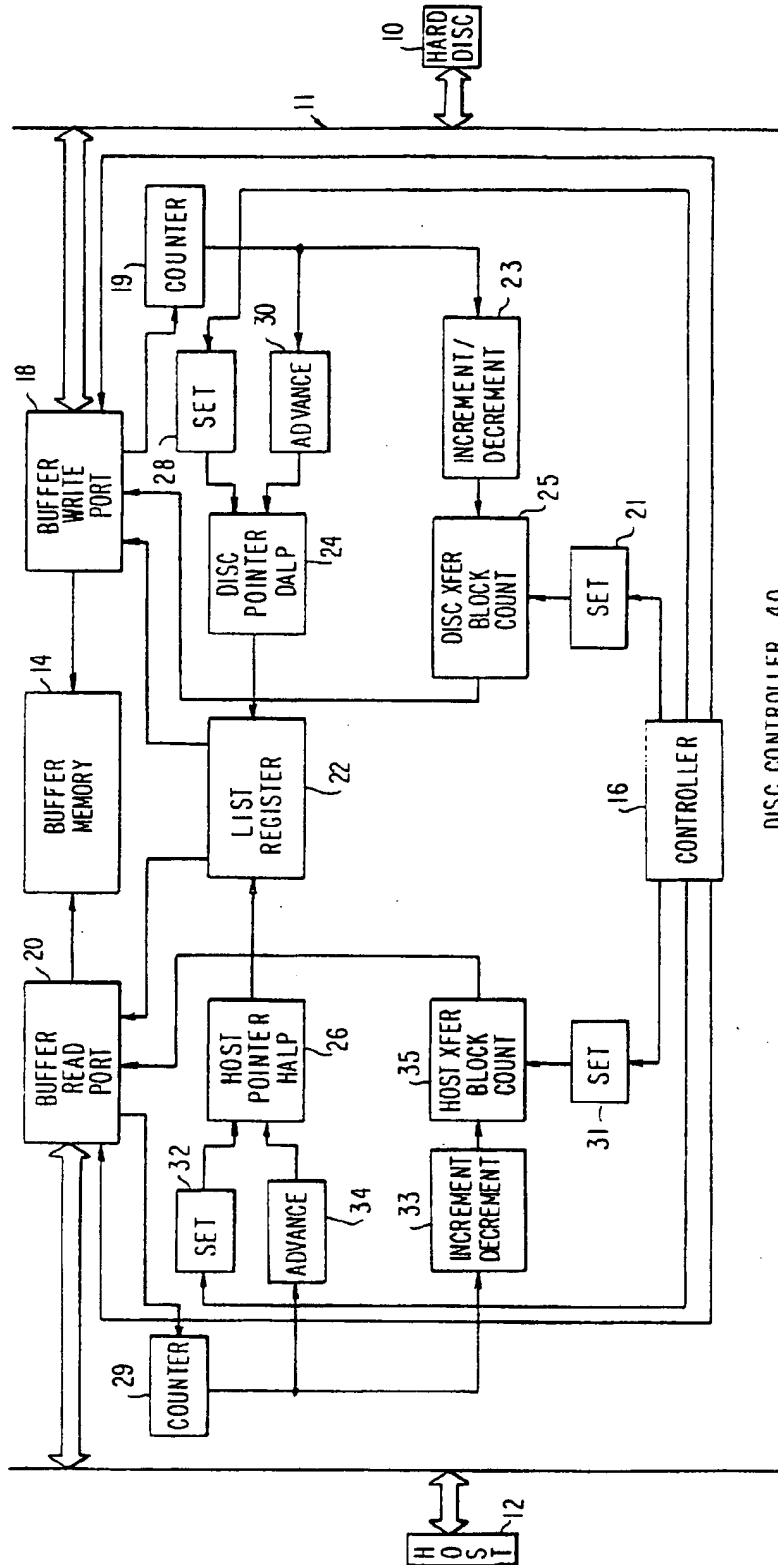 HOST
12
29
COUNTER
20
BUFFER
READ
PORT
14
BUFFER
MEMORY
18
BUFFER
WRITE
PORT
19
COUNTER
11
10
HARD
DISC
32
SET
ADVANCE
34
HOST
POINTER
HALP
26
LIST
REGISTER
22
DISC
POINTER
DALP
24
28
SET
30
ADVANCE
33
INCREMENT
DECREMENT
35
HOST XFER
BLOCK
COUNT
25
DISC XFER
BLOCK
COUNT
23
INCREMENT/
DECREMENT
31
SET
21
SET
16
CONTROLLER
DISC CONTROLLER 40